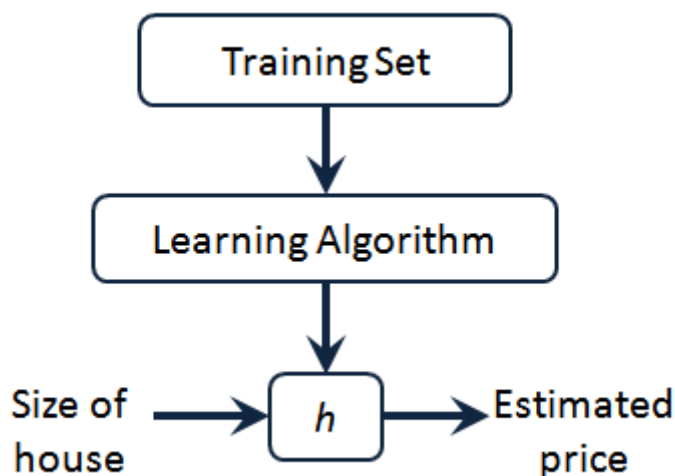 Training Set
Learning Algorithm
Size of
house
h
Estimated
price